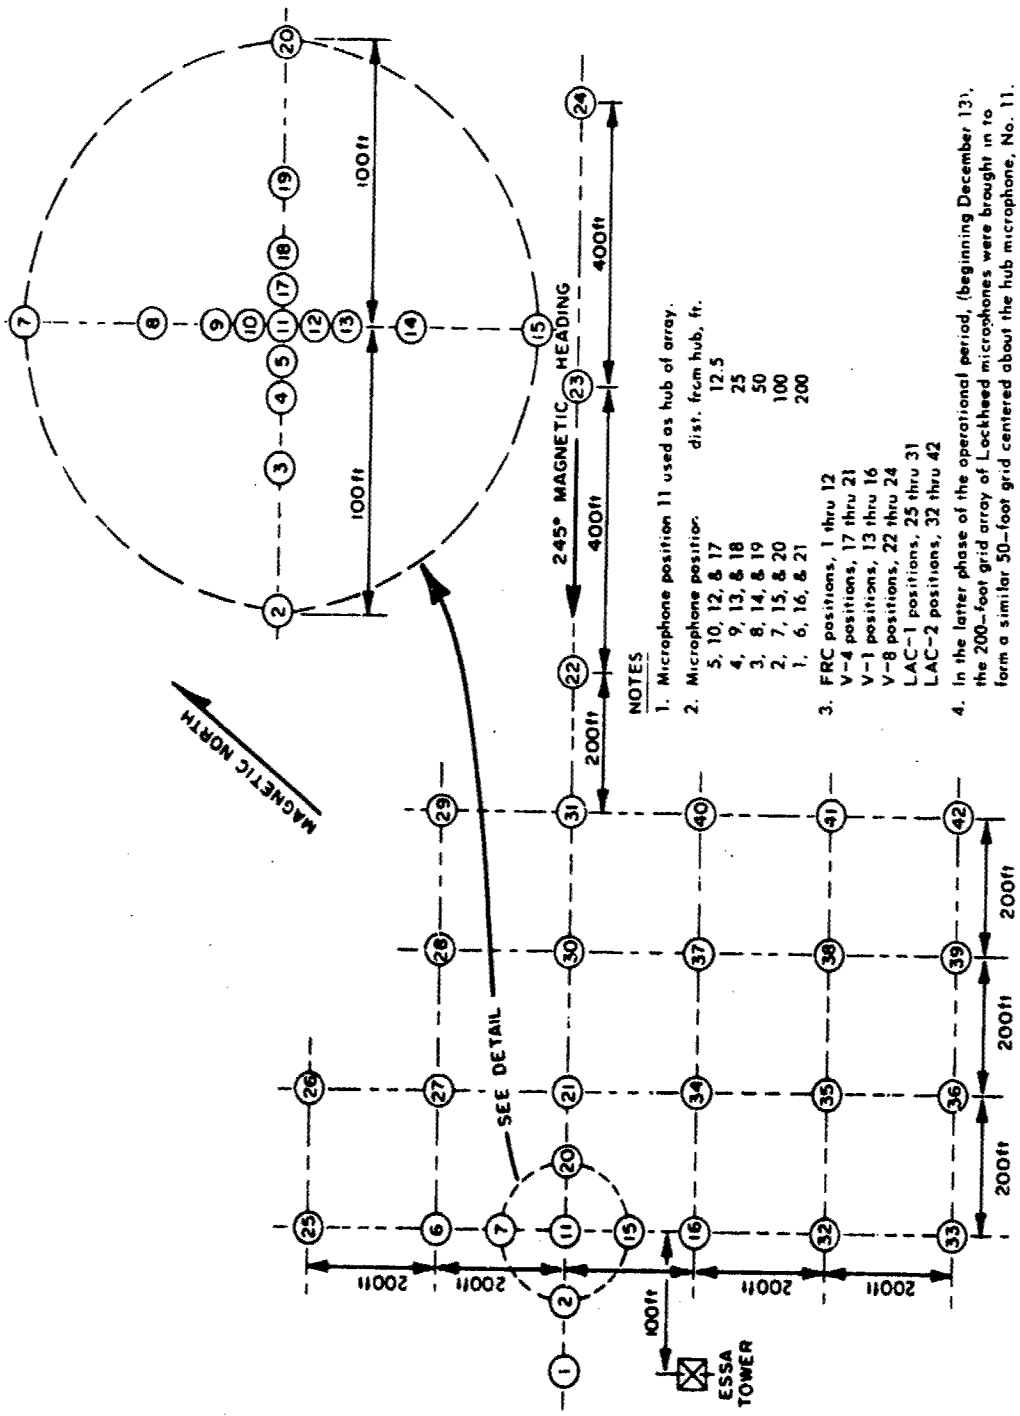 7
8
9
10
2
3
4
5
11
17
18
19
20
12
13
14
15
100ft
100ft
SEE DETAIL
MAGNETIC NORTH
245° MAGNETIC HEADING
22
23
24
200ft
400ft
400ft
25
26
6
27
28
29
7
1
2
11
20
21
30
31
15
16
34
37
40
32
35
38
41
33
36
39
42
200ft
200ft
200ft
200ft
200ft
200ft
200ft
100ft
ESSA
TOWER
NOTES
1. Microphone position 11 used as hub of array.
2. Microphone position dist. from hub, ft.
5, 10, 12, & 17 12.5
4, 9, 13, & 18 25
3, 8, 14, & 19 50
2, 7, 15, & 20 100
1, 6, 16, & 21 200
3. FRC positions, 1 thru 12
V-4 positions, 17 thru 21
V-1 positions, 13 thru 16
V-8 positions, 22 thru 24
LAC-1 positions, 25 thru 31
LAC-2 positions, 32 thru 42
4. In the latter phase of the operational period, (beginning December 13),
the 200-foot grid array of Lockheed microphones were brought in to
form a similar 50-foot grid centered about the hub microphone, No. 11.